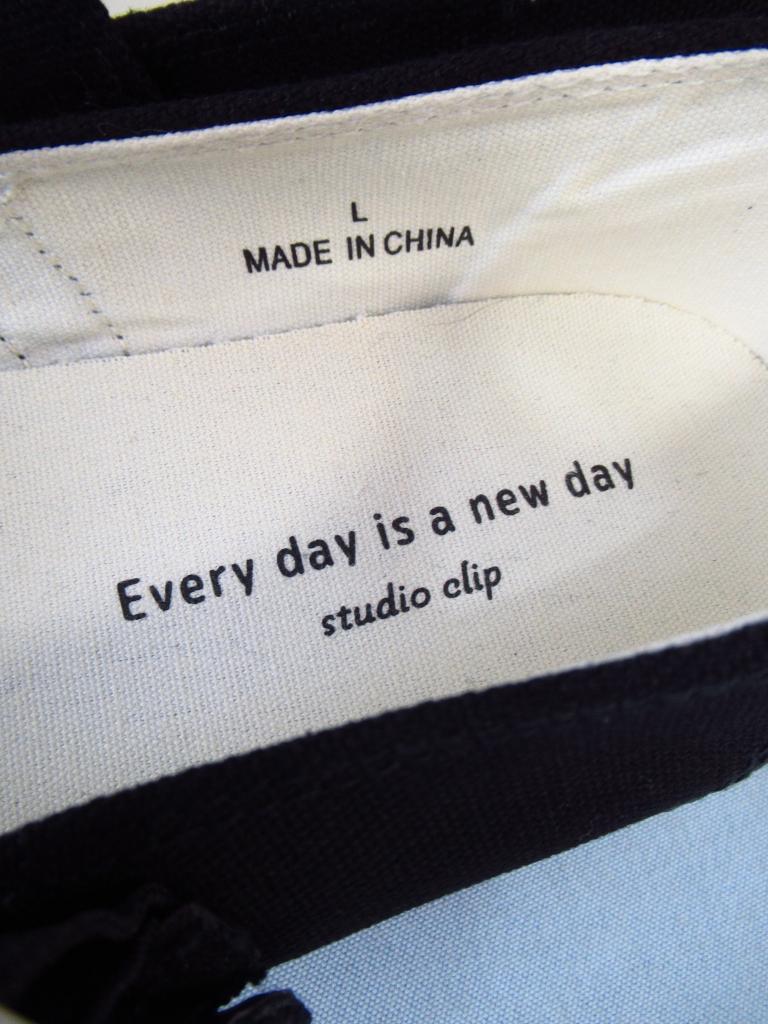 L
MADE IN CHINA
Every day is a new day
studio clip